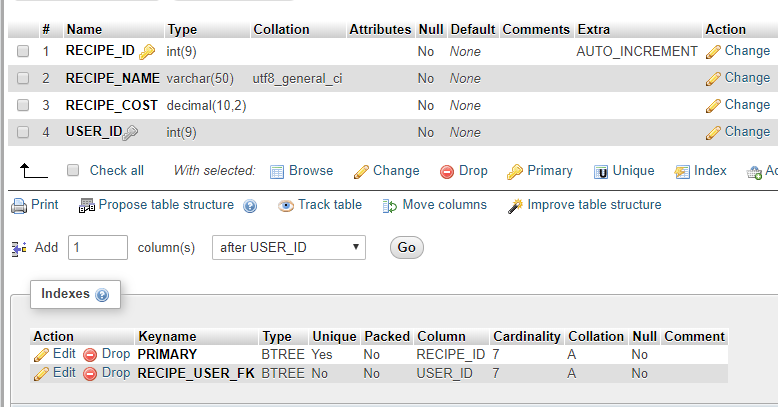 # Name Type Collation Attributes Null Default Comments Extra Action
1 RECIPE_ID int(9) No None AUTO_INCREMENT Change
2 RECIPE_NAME varchar(50) utf8_general_ci No None Change
3 RECIPE_COST decimal(10,2) No None Change
4 USER_ID int(9) No None Change
Check all With selected: Browse Change Drop Primary Unique Index
Print Propose table structure Track table Move columns Improve table structure
Add 1 column(s) after USER_ID Go
Indexes
Action Keyname Type Unique Packed Column Cardinality Collation Null Comment
Edit Drop PRIMARY BTREE Yes No RECIPE_ID 7 A No
Edit Drop RECIPE_USER_FK BTREE No No USER_ID 7 A No